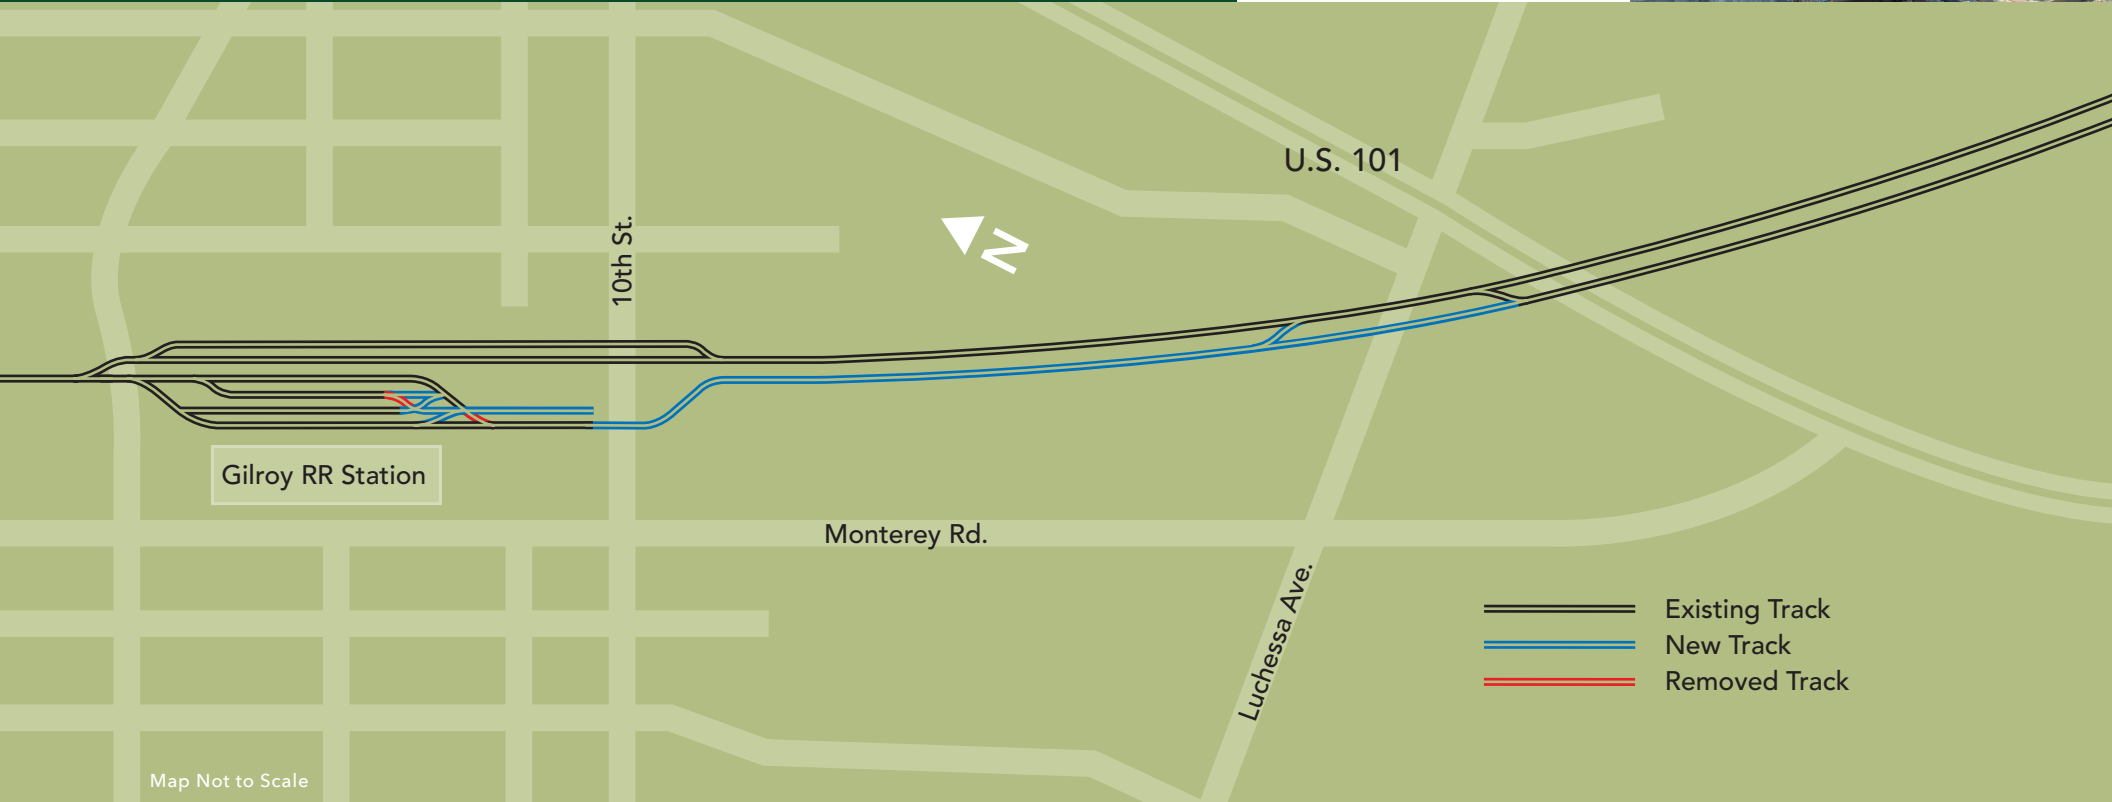 U.S. 101
10th St.
N
Gilroy RR Station
Monterey Rd.
Luchessa Ave.
Existing Track
New Track
Removed Track
Map Not to Scale